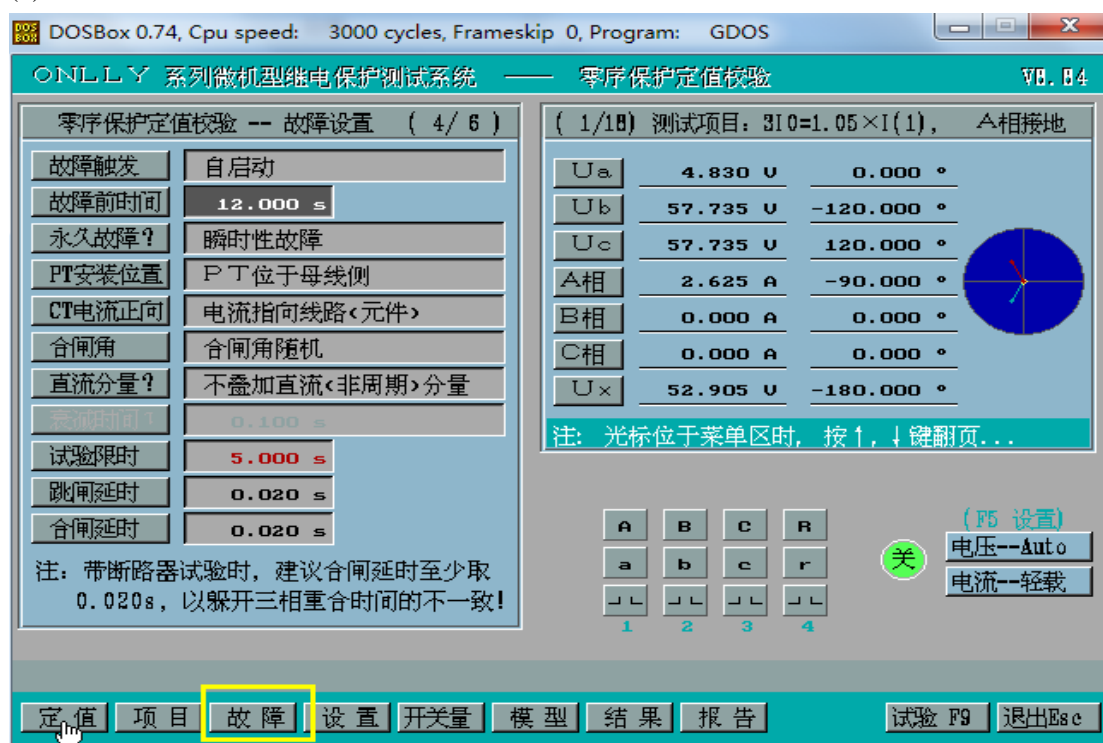 DOSBox 0.74, Cpu speed: 3000 cycles, Frameskip 0, Program: GDOS
ONLLY 系列微机型继电保护测试系统 —— 零序保护定值校验 V8.84
零序保护定值校验 -- 故障设置 ( 4/ 6 )
故障触发 自启动
故障前时间 12.000 s
永久故障? 瞬时性故障
PT安装位置 PT位于母线侧
CT电流正向 电流指向线路<元件>
合闸角 合闸角随机
直流分量? 不叠加直流<非周期>分量
衰减时间? 0.100 s
试验限时 5.000 s
跳闸延时 0.020 s
合闸延时 0.020 s
注: 带断路器试验时, 建议合闸延时至少取
0.020s, 以躲开三相重合时间的不一致!
( 1/18) 测试项目: 3I0=1.05×I(1), A相接地
Ua 4.830 V 0.000 °
Ub 57.735 V -120.000 °
Uc 57.735 V 120.000 °
A相 2.625 A -90.000 °
B相 0.000 A 0.000 °
C相 0.000 A 0.000 °
Ux 52.905 V -180.000 °
注: 光标位于菜单区时, 按↑,↓键翻页...
A B C R
a b c r
1 2 3 4
关
(F5 设置)
电压--Auto
电流--轻载
定 值 项 目 故 障 设 置 开关量 模 型 结 果 报 告 试验 F9 退出Esc